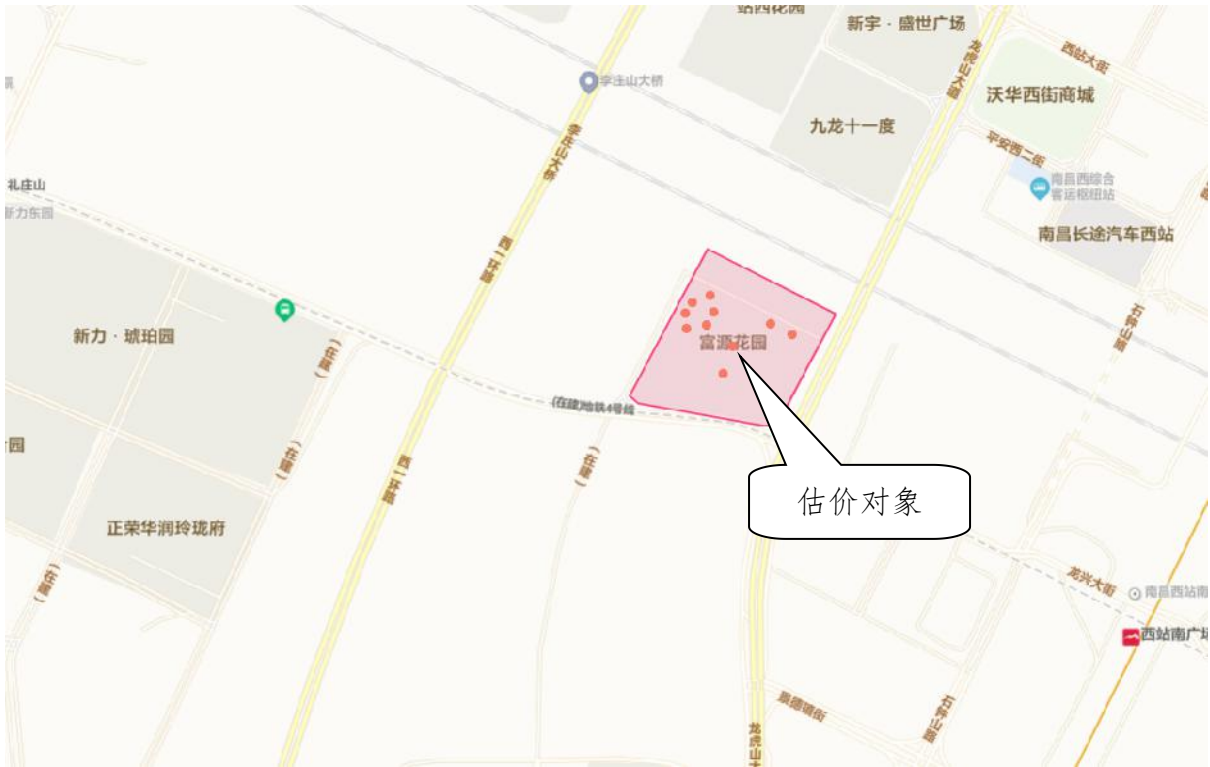 站西花园
新宇·盛世广场
龙虎山大道
西站大街
沃华西街商城
李庄山大桥
九龙十一度
平安西二街
李庄山大桥
南昌西综合
客运枢纽站
礼庄山
新力东园
南昌长途汽车西站
西一环路
石钟山路
新力·琥珀园
(在建)
富源花园
(在建)地铁4号线
(在建)
(在建)
西一环路
估价对象
正荣华润玲珑府
(在建)
龙兴大街
南昌西站南
西站南广场
景德镇街
石钟山路
龙虎山大